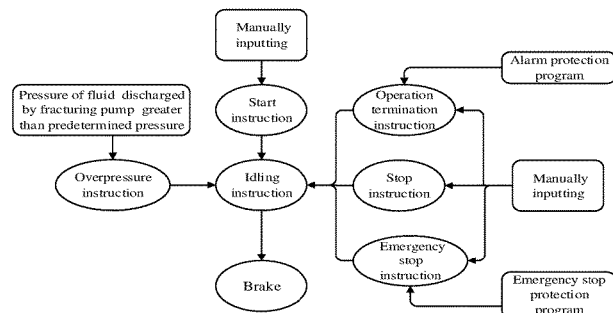 Manually
inputting
Alarm protection
program
Pressure of fluid discharged
by fracturing pump greater
than predetermined pressure
Start
instruction
Operation
termination
instruction
Overpressure
instruction
Idling
instruction
Stop
instruction
Manually
inputting
Emergency
stop
instruction
Brake
Emergency stop
protection
program